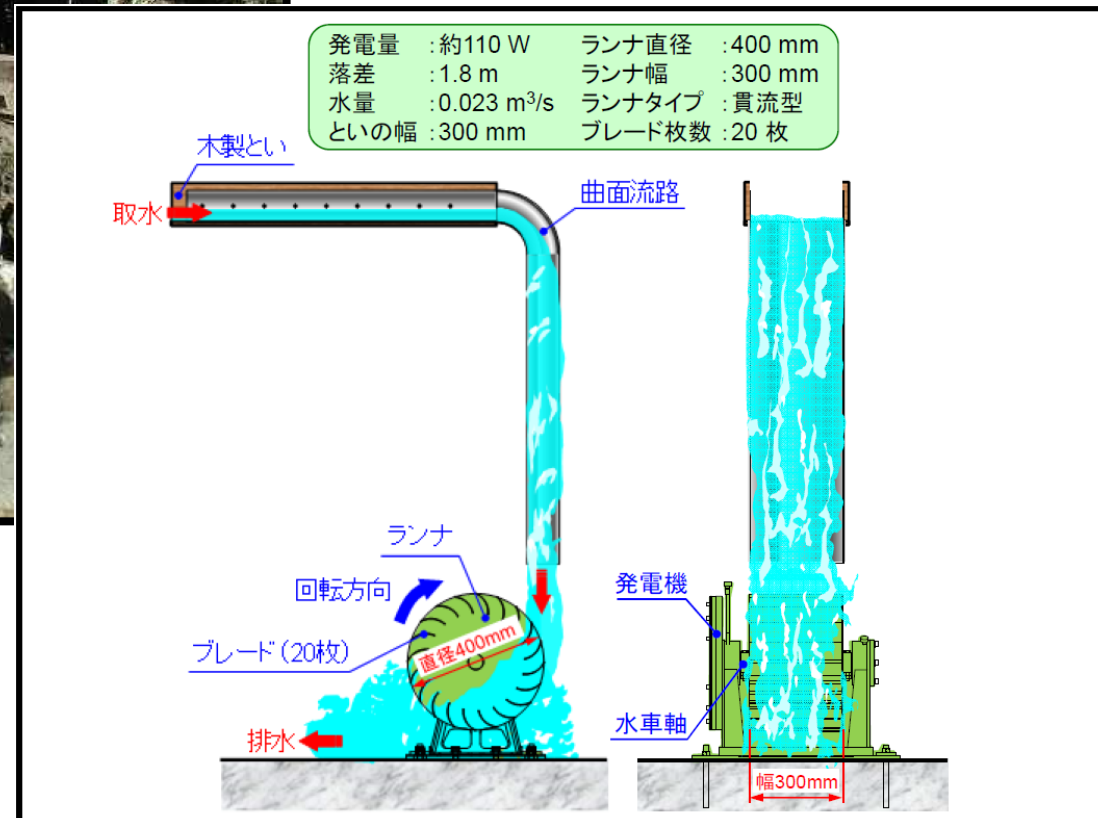 発電量 :約110 W ランナ直径 :400 mm
落差 :1.8 m ランナ幅 :300 mm
水量 :0.023 m³/s ランナタイプ :貫流型
といの幅 :300 mm ブレード枚数 :20 枚
木製とい
曲面流路
取水
ランナ
回転方向
発電機
ブレード(20枚)
直径400mm
水車軸
排水
幅300mm